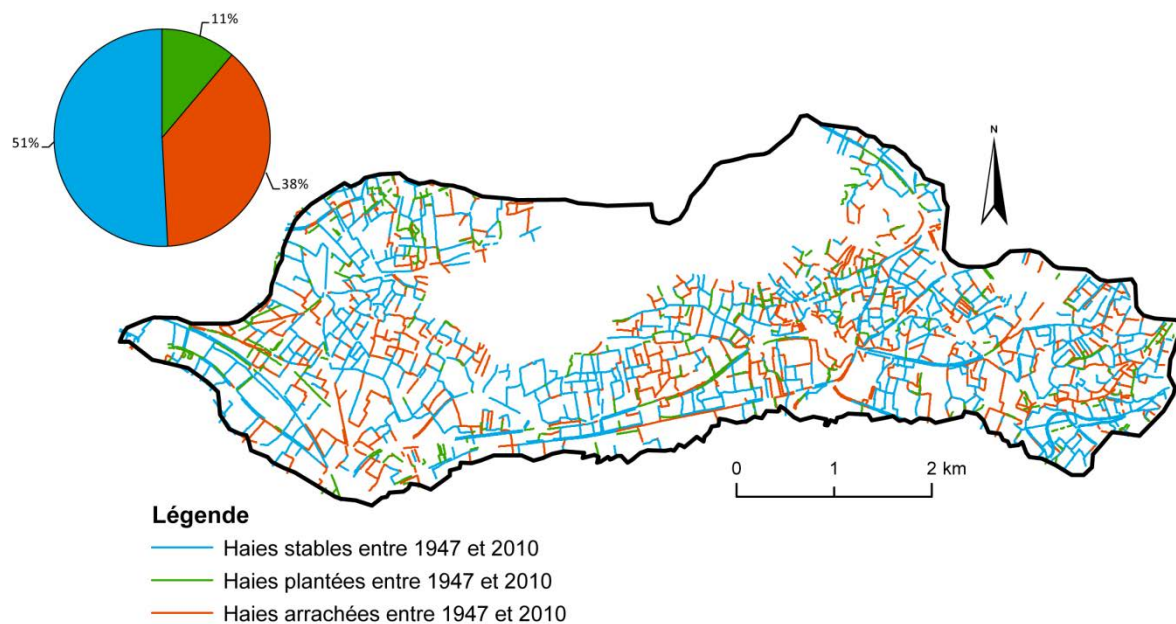 11%
51%
38%
N
0 1 2 km
Légende
Haies stables entre 1947 et 2010
Haies plantées entre 1947 et 2010
Haies arrachées entre 1947 et 2010